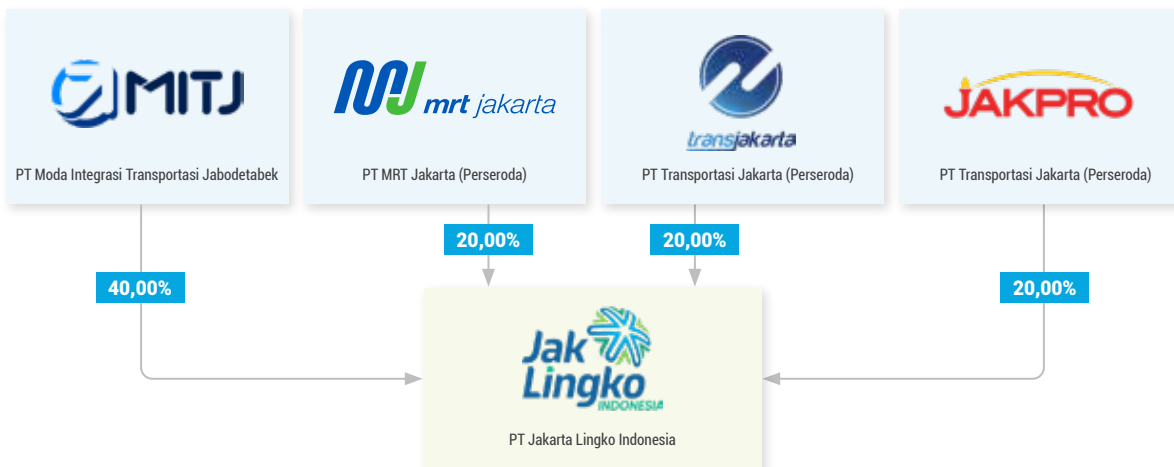 MITJ
PT Moda Integrasi Transportasi Jabodetabek
mrt jakarta
PT MRT Jakarta (Perseroda)
transjakarta
PT Transportasi Jakarta (Perseroda)
JAKPRO
PT Transportasi Jakarta (Perseroda)
40,00%
20,00%
20,00%
20,00%
Jak
Lingko
INDONESIA
PT Jakarta Lingko Indonesia